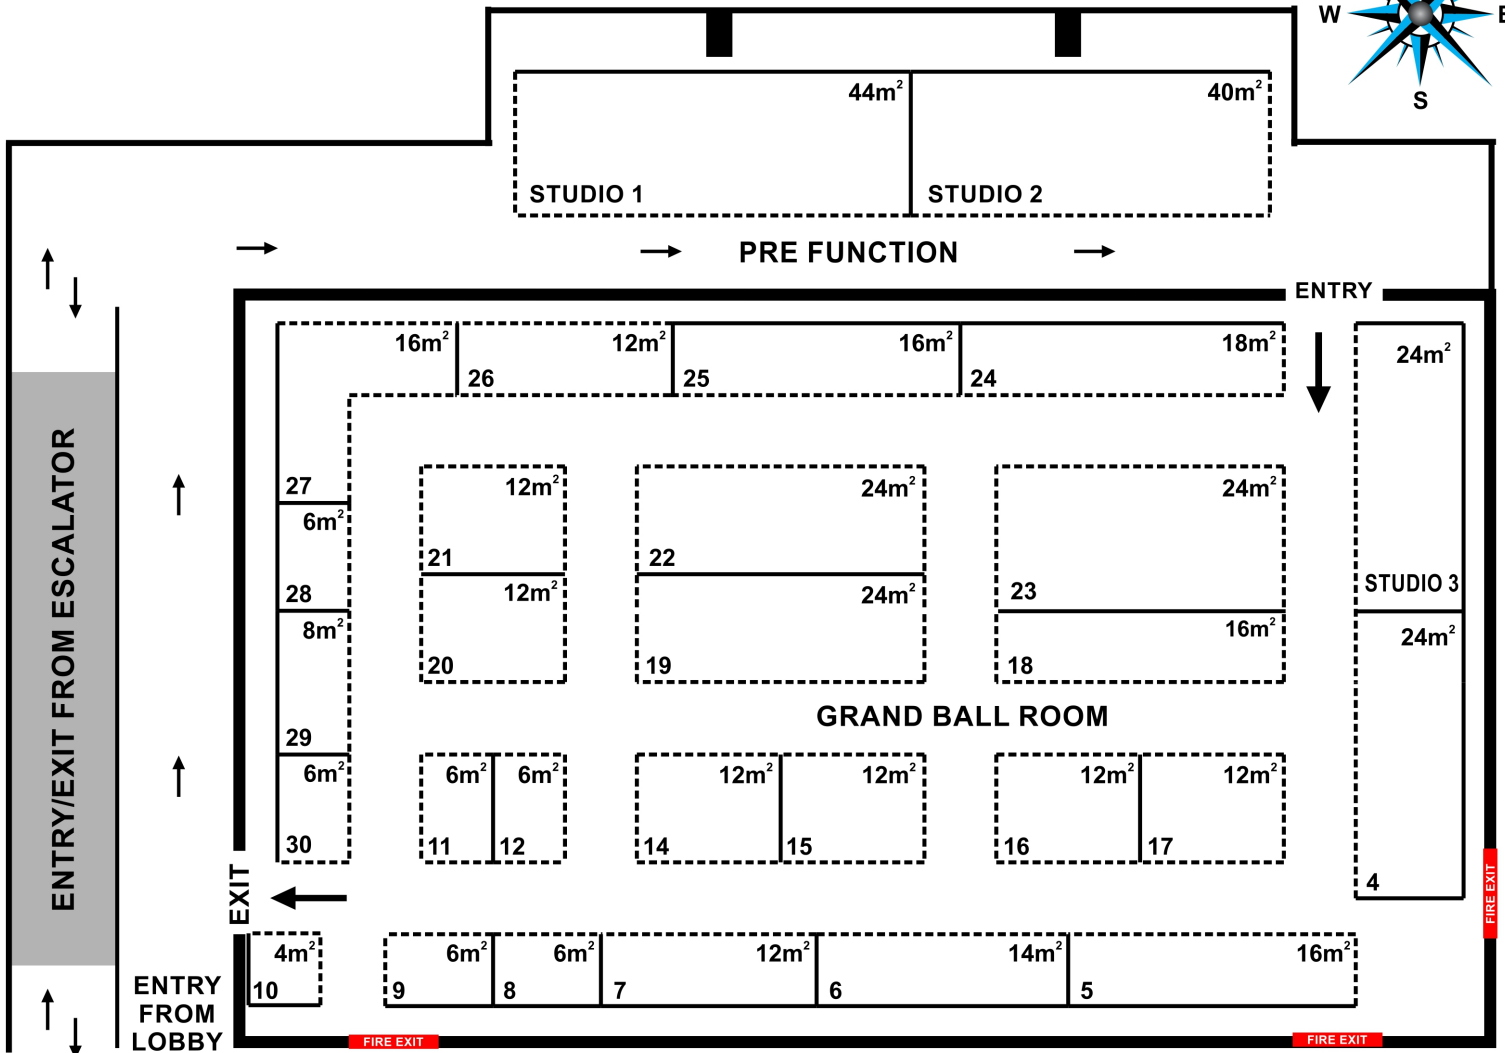 W
E
S
44m²
40m²
STUDIO 1
STUDIO 2
PRE FUNCTION
ENTRY
16m²
12m²
16m²
18m²
24m²
26
25
24
27
12m²
24m²
24m²
6m²
21
22
23
STUDIO 3
28
12m²
24m²
16m²
24m²
8m²
20
19
18
29
GRAND BALL ROOM
6m²
6m²
6m²
12m²
12m²
12m²
12m²
30
11
12
14
15
16
17
4
ENTRY/EXIT FROM ESCALATOR
EXIT
FIRE EXIT
4m²
6m²
6m²
12m²
14m²
16m²
10
9
8
7
6
5
ENTRY
FROM
LOBBY
FIRE EXIT
FIRE EXIT